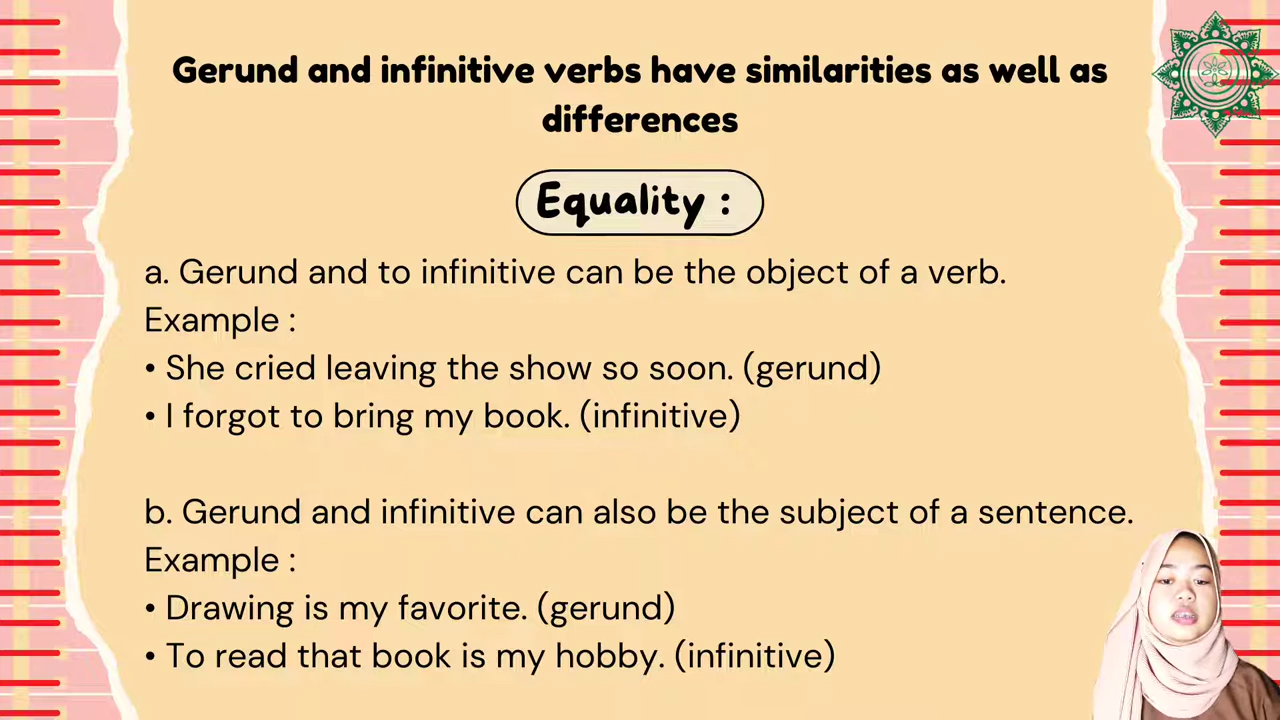 Gerund and infinitive verbs have similarities as well as
differences
Equality :
a. Gerund and to infinitive can be the object of a verb.
Example :
• She cried leaving the show so soon. (gerund)
• I forgot to bring my book. (infinitive)
b. Gerund and infinitive can also be the subject of a sentence.
Example :
• Drawing is my favorite. (gerund)
• To read that book is my hobby. (infinitive)